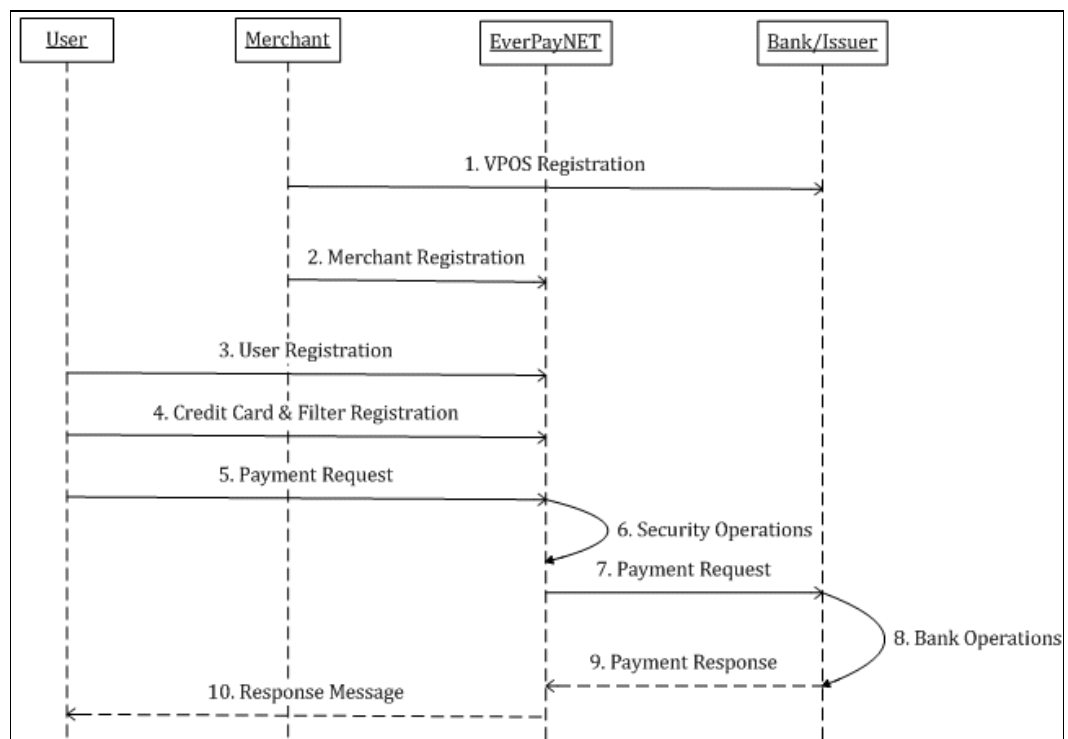 User
Merchant
EverPayNET
Bank/Issuer
1. VPOS Registration
2. Merchant Registration
3. User Registration
4. Credit Card & Filter Registration
5. Payment Request
6. Security Operations
7. Payment Request
8. Bank Operations
9. Payment Response
10. Response Message